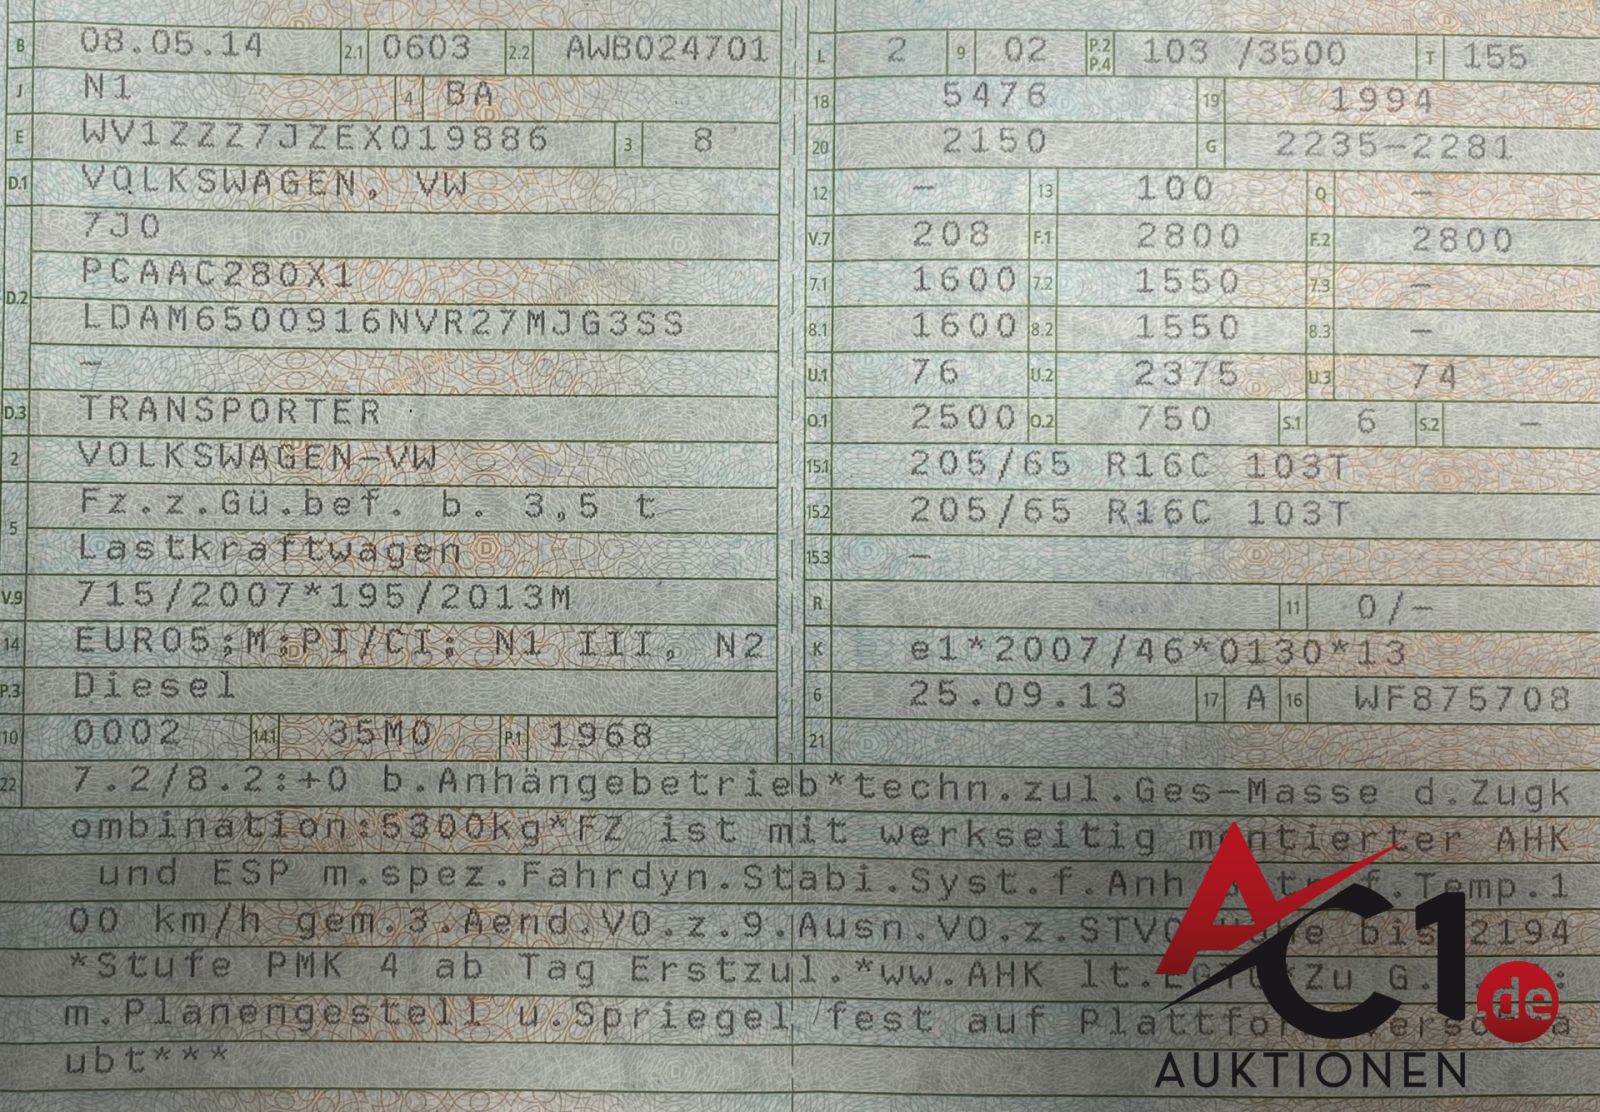 B 08.05.14 2.1 0603 2.2 AWB024701
J N1 4 BA
E WV1ZZZ7JZEX019886 3 8
D.1 VOLKSWAGEN, VW
7J0
D.2 PCAAC280X1
LDAM6500916NVR27MJG3SS
–
D.3 TRANSPORTER
2 VOLKSWAGEN-VW
5 Fz.z.Gü.bef. b. 3,5 t
Lastkraftwagen
V.9 715/2007*195/2013M
14 EURO5;M;PI/CI; N1 III, N2
P.3 Diesel
10 0002 14.1 35M0 P.1 1968
L 2 9 02 P.2 P.4 103 /3500 T 155
18 5476 19 1994
20 2150 G 2235-2281
12 – 13 100 Q –
V.7 208 F.1 2800 F.2 2800
7.1 1600 7.2 1550 7.3 –
8.1 1600 8.2 1550 8.3 –
U.1 76 U.2 2375 U.3 74
O.1 2500 O.2 750 S.1 6 S.2 –
15.1 205/65 R16C 103T
15.2 205/65 R16C 103T
15.3 –
R 11 0/–
K e1*2007/46*0130*13
6 25.09.13 17 A 16 WF875708
21
22 7.2/8.2:+0 b.Anhängebetrieb*techn.zul.Ges-Masse d.Zugk
ombination:5300kg*FZ ist mit werkseitig montierter AHK
und ESP m.spez.Fahrdyn.Stabi.Syst.f.Anh Temp.1
00 km/h gem.3.Aend.VO.z.9.Ausn.VO.z.STVO bis 2194
*Stufe PMK 4 ab Tag Erstzul.*ww.AHK lt. Zu G.
m.Planengestell u.Spriegel fest auf
ubt***
AC1.de
AUKTIONEN